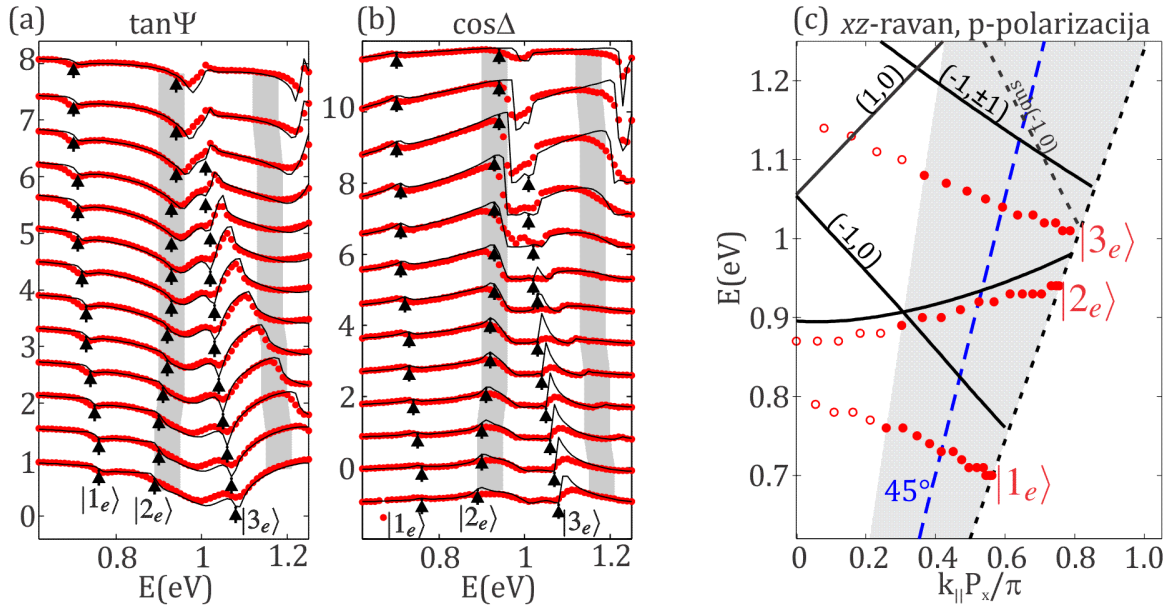 (a) tanΨ
8
7
6
5
4
3
2
1
0
|1e⟩ |2e⟩ |3e⟩
0.8 1 1.2
E(eV)
(b) cosΔ
10
8
6
4
2
0
|1e⟩ |2e⟩ |3e⟩
0.8 1 1.2
E(eV)
(c) xz-ravan, p-polarizacija
E(eV)
1.2
1.1
1
0.9
0.8
0.7
(1,0)
(-1,±1)
sub(-1,0)
(-1,0)
|3e⟩
|2e⟩
|1e⟩
45°
0 0.2 0.4 0.6 0.8 1.0
k||Px/π